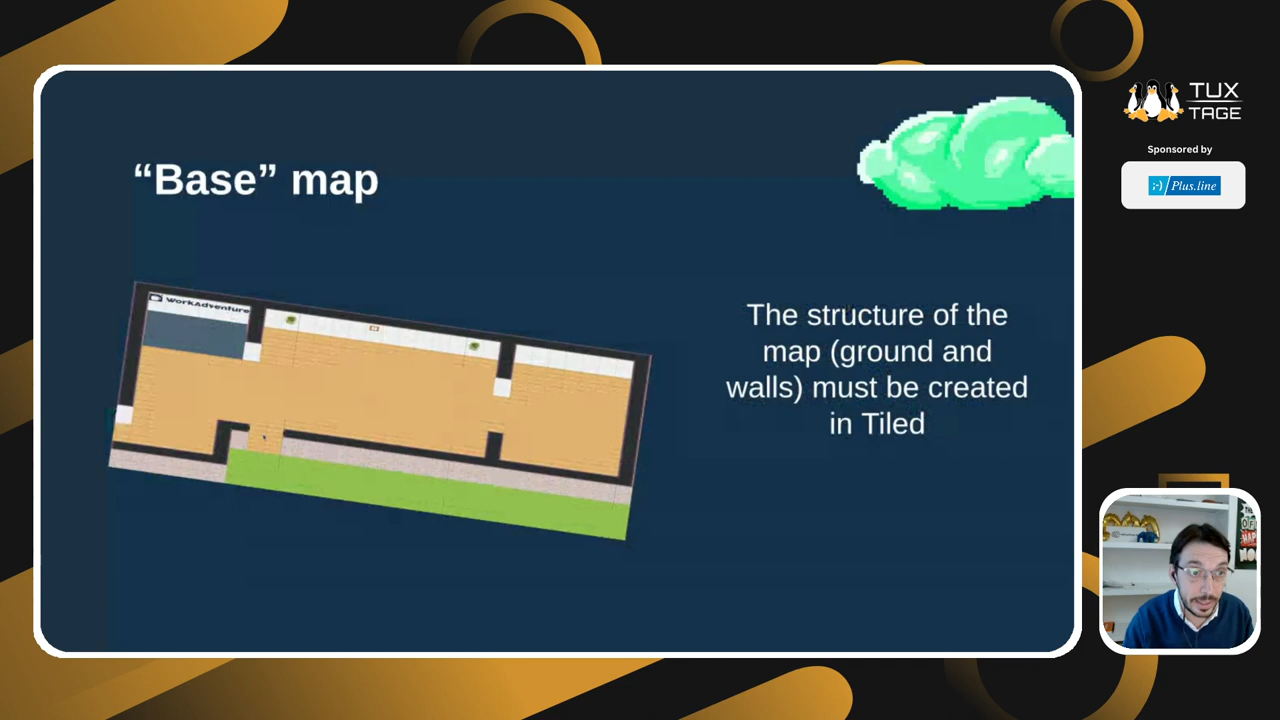 “Base” map
WorkAdventure
The structure of the
map (ground and
walls) must be created
in Tiled
TUX
TAGE
Sponsored by
;-) Plus.line